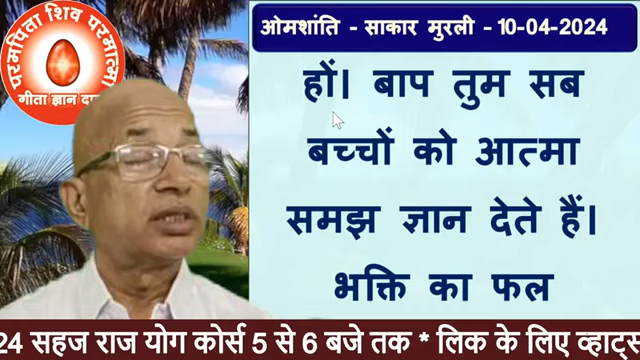 परमपिता शिव परमात्मा
गीता ज्ञान
ओमशांति - साकार मुरली - 10-04-2024
हों। बाप तुम सब
बच्चों को आत्मा
समझ ज्ञान देते हैं।
भक्ति का फल
24 सहज राज योग कोर्स 5 से 6 बजे तक * लिक के लिए व्हाट्स